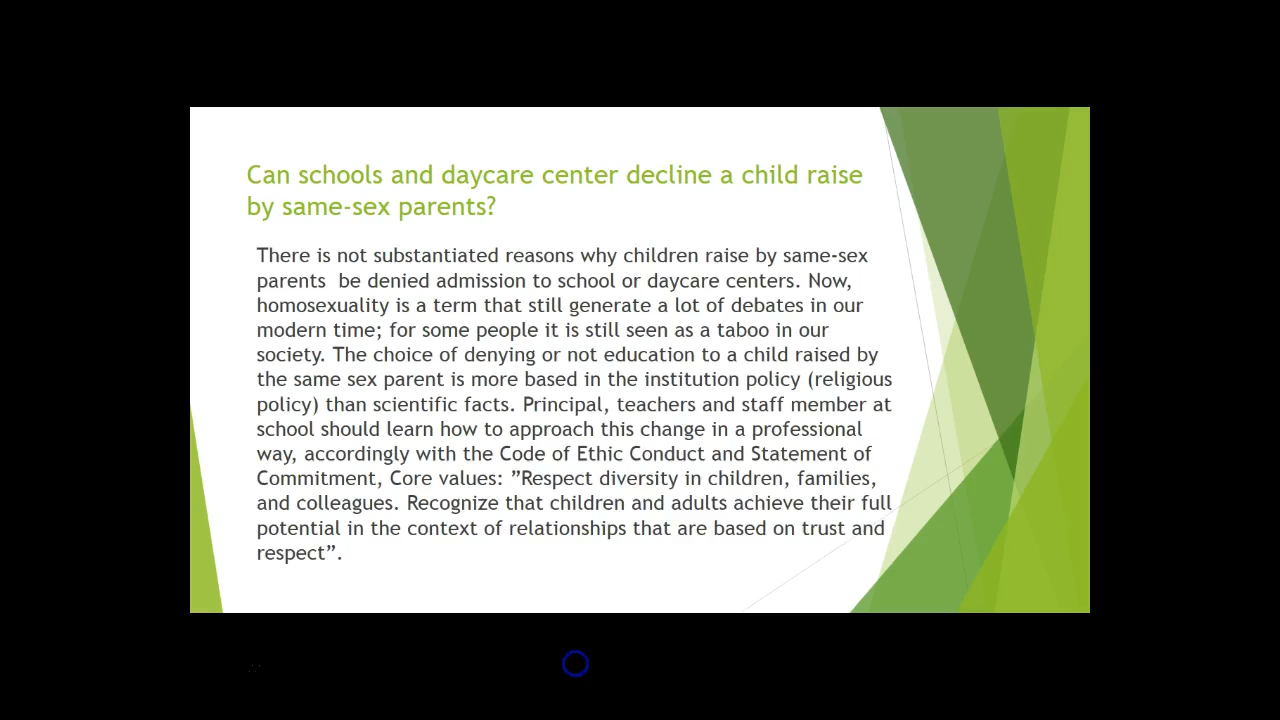 Can schools and daycare center decline a child raise
by same-sex parents?
There is not substantiated reasons why children raise by same-sex
parents  be denied admission to school or daycare centers. Now,
homosexuality is a term that still generate a lot of debates in our
modern time; for some people it is still seen as a taboo in our
society. The choice of denying or not education to a child raised by
the same sex parent is more based in the institution policy (religious
policy) than scientific facts. Principal, teachers and staff member at
school should learn how to approach this change in a professional
way, accordingly with the Code of Ethic Conduct and Statement of
Commitment, Core values: ”Respect diversity in children, families,
and colleagues. Recognize that children and adults achieve their full
potential in the context of relationships that are based on trust and
respect”.